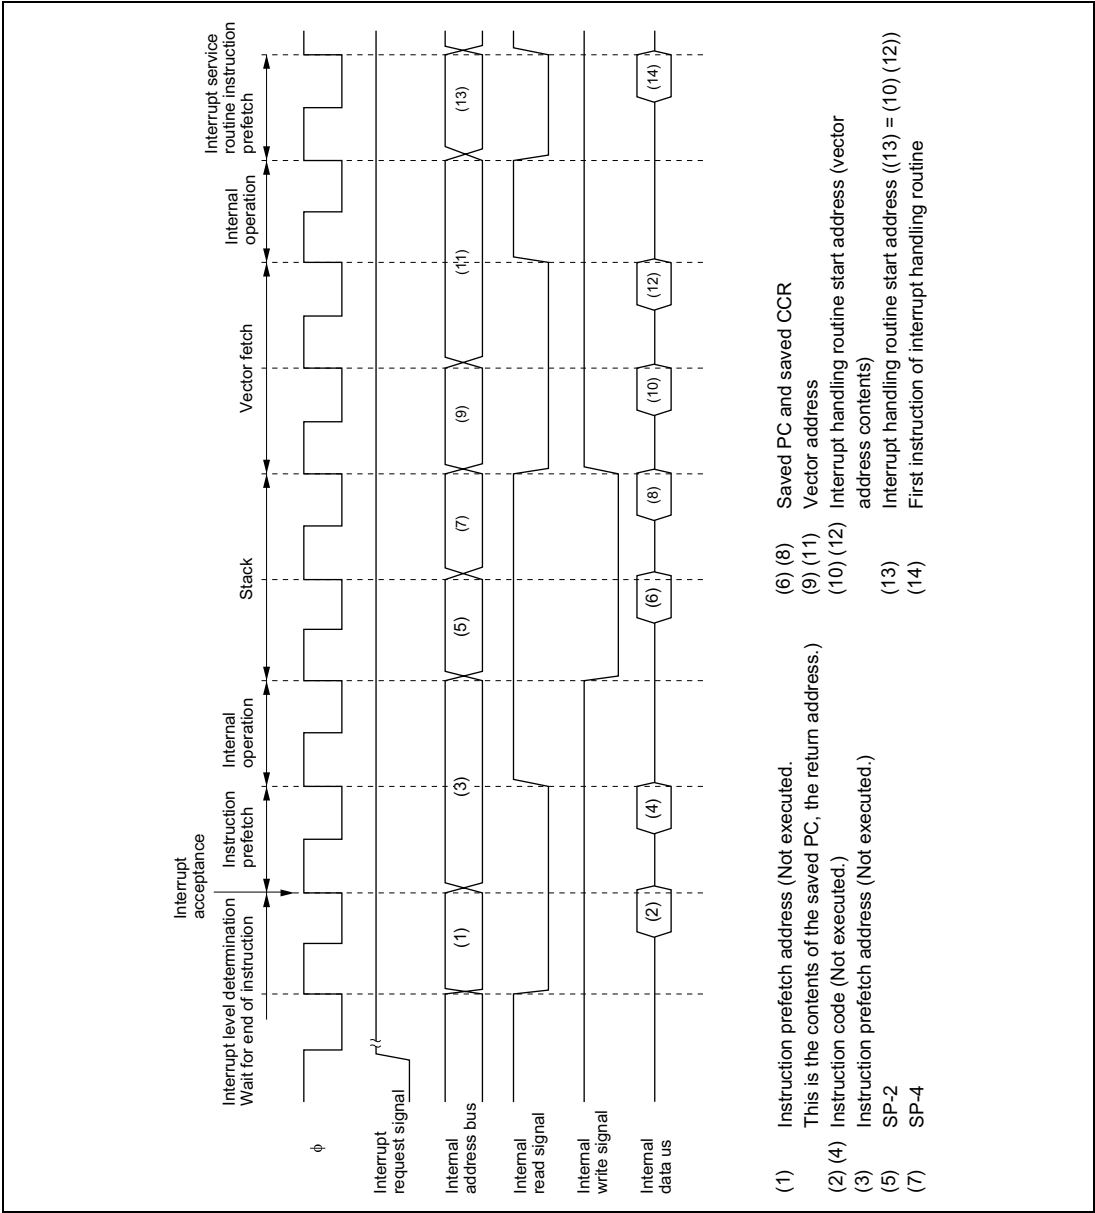 Interrupt
acceptance
Interrupt level determination
Wait for end of instruction
Instruction
prefetch
Internal
operation
Stack
Vector fetch
Internal
operation
Interrupt service
routine instruction
prefetch
φ
Interrupt
request signal
Internal
address bus
(1)
(3)
(5)
(7)
(9)
(11)
(13)
Internal
read signal
Internal
write signal
Internal
data us
(2)
(4)
(6)
(8)
(10)
(12)
(14)
(1) Instruction prefetch address (Not executed.
This is the contents of the saved PC, the return address.)
(2) (4) Instruction code (Not executed.)
(3) Instruction prefetch address (Not executed.)
(5) SP-2
(7) SP-4
(6) (8) Saved PC and saved CCR
(9) (11) Vector address
(10) (12) Interrupt handling routine start address (vector
address contents)
(13) Interrupt handling routine start address ((13) = (10) (12))
(14) First instruction of interrupt handling routine